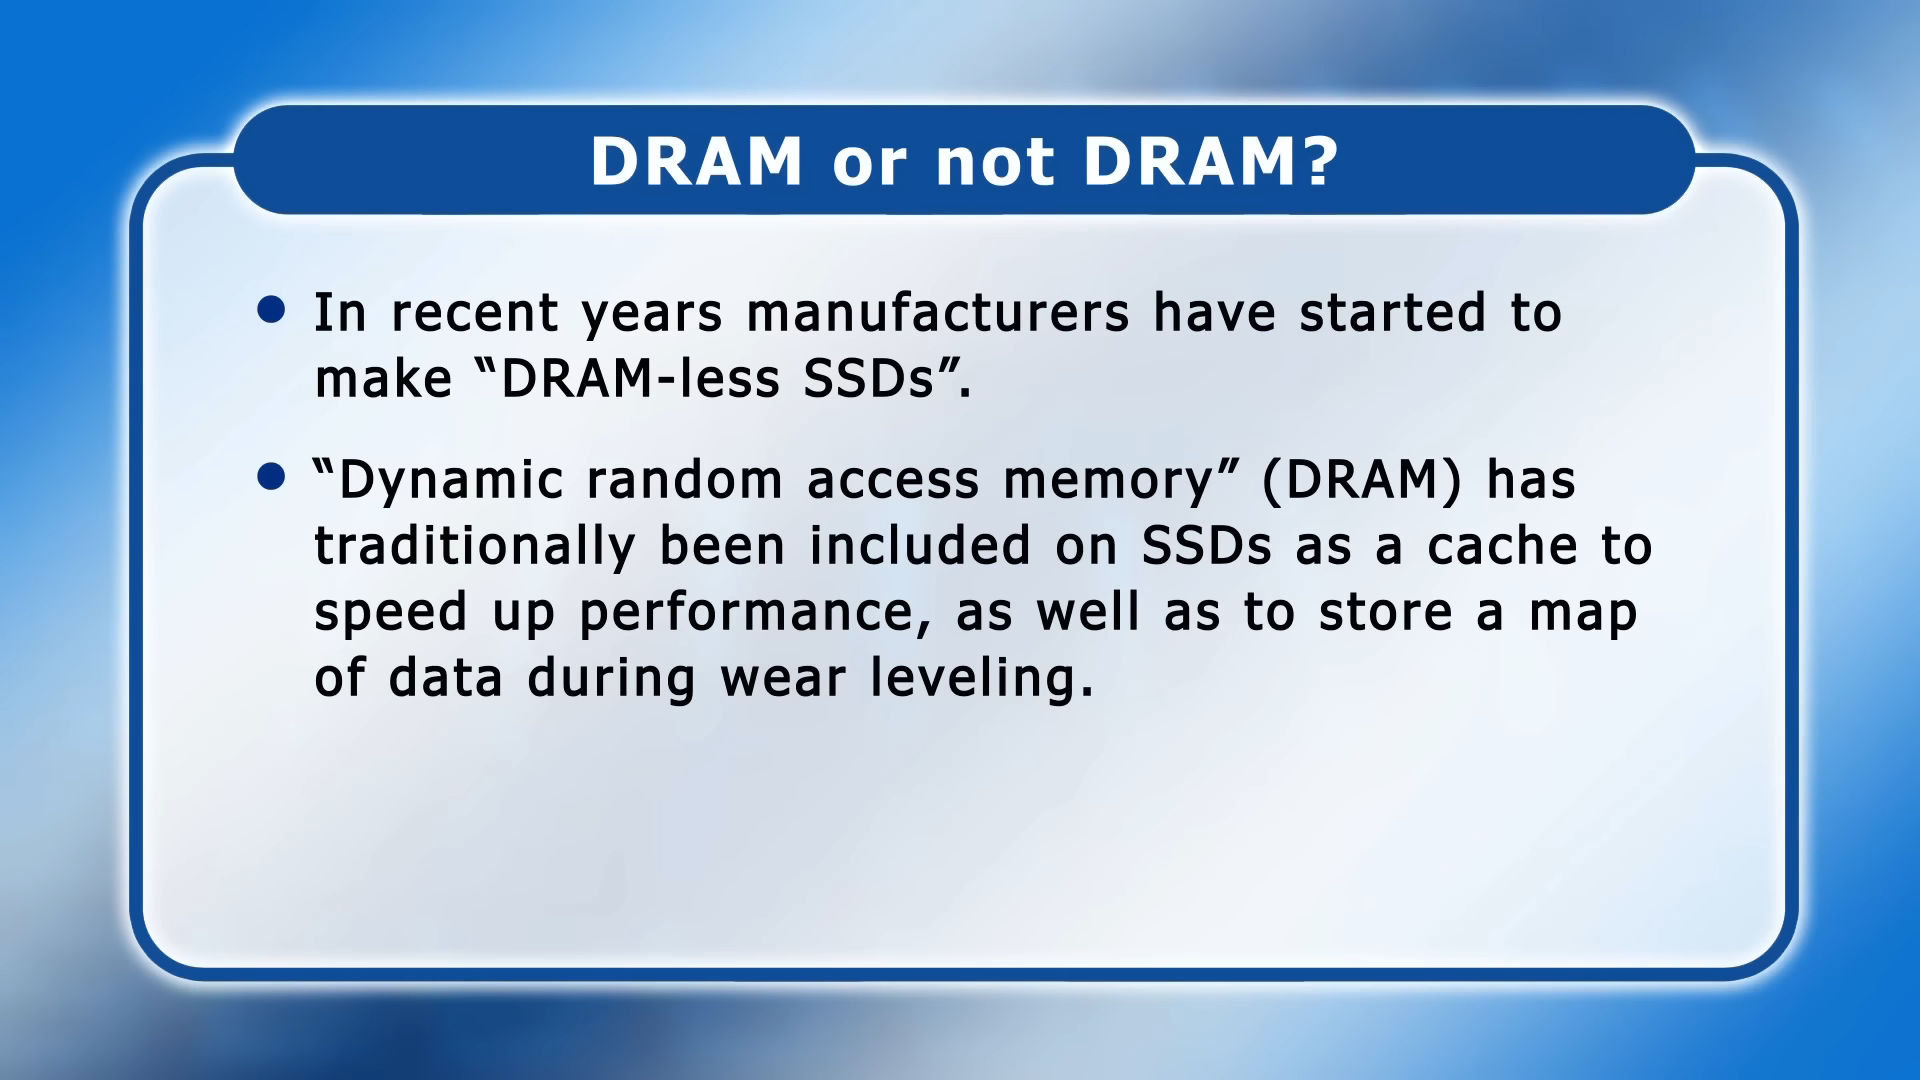 DRAM or not DRAM?
• In recent years manufacturers have started to
make “DRAM-less SSDs”.
• “Dynamic random access memory” (DRAM) has
traditionally been included on SSDs as a cache to
speed up performance, as well as to store a map
of data during wear leveling.